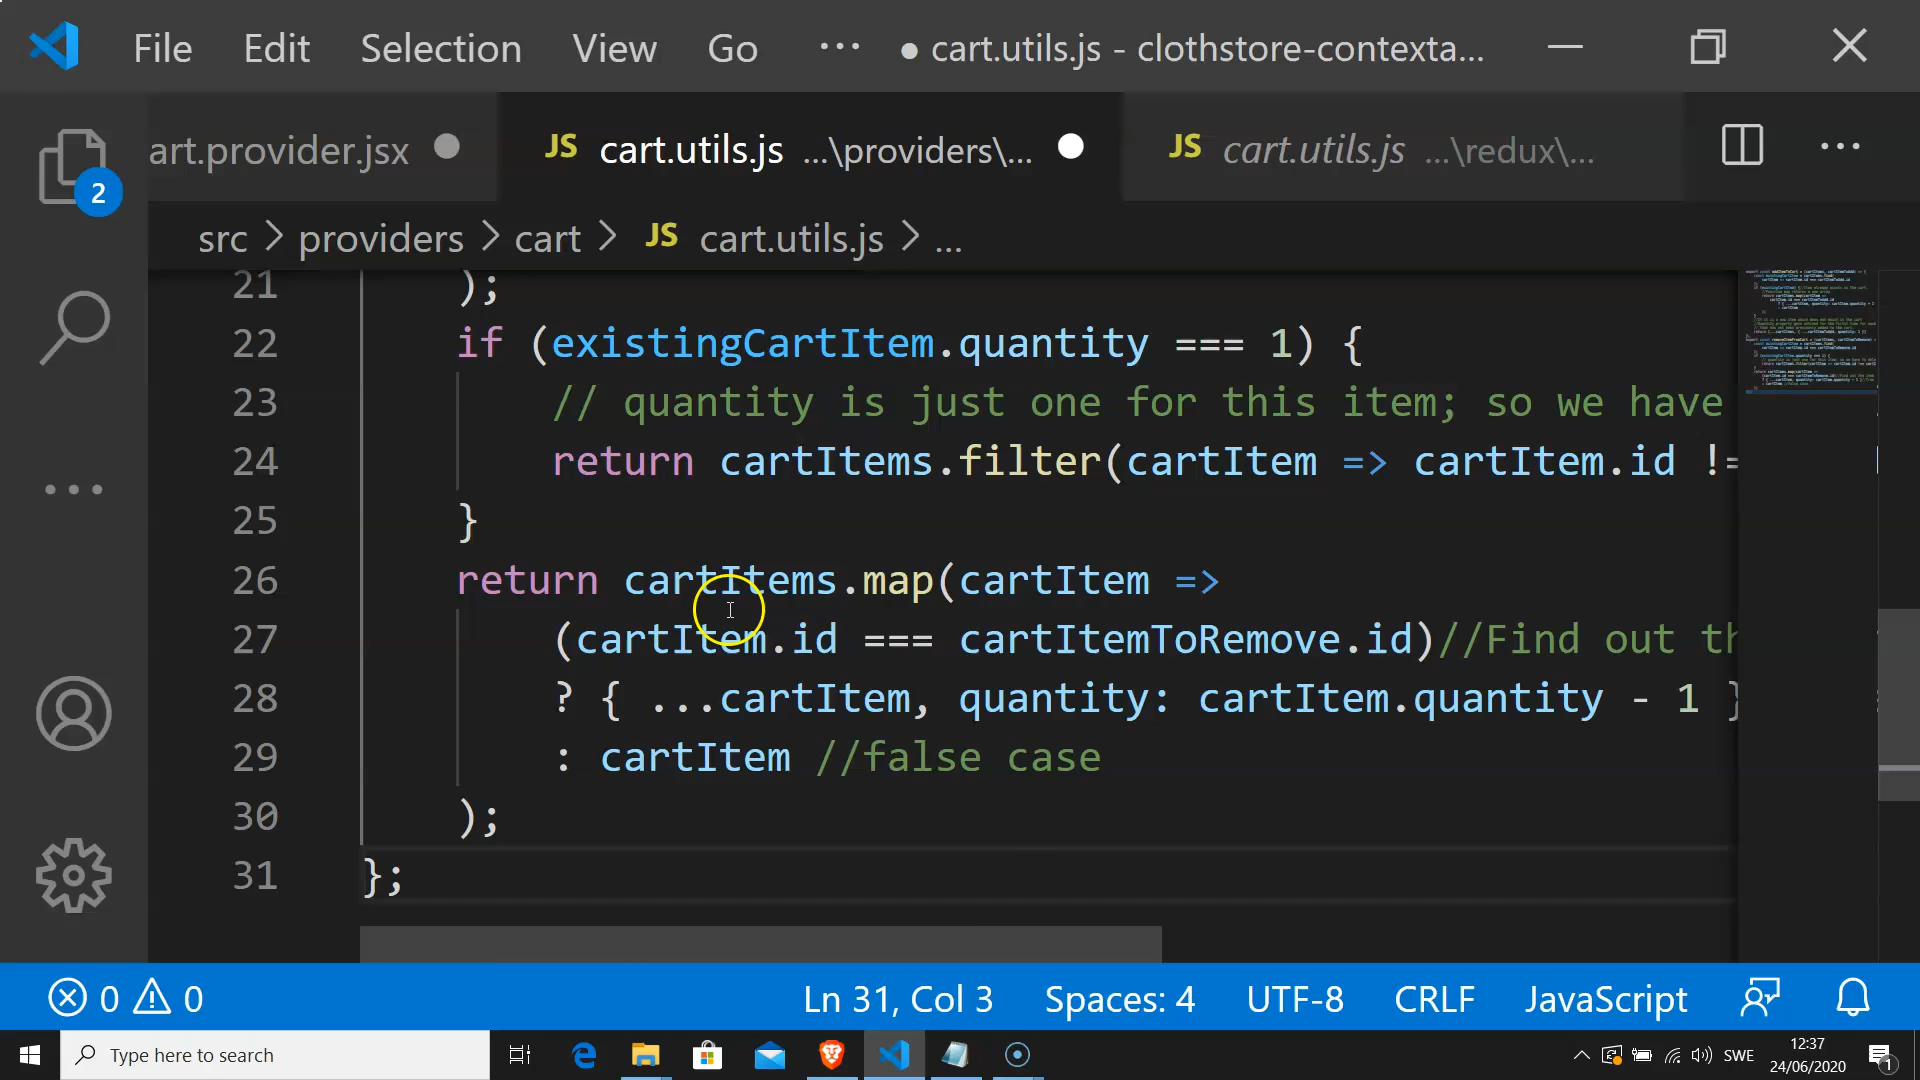 File Edit Selection View Go ... ● cart.utils.js - clothstore-contexta...
art.provider.jsx ● JS cart.utils.js ...\providers\... ● JS cart.utils.js ...\redux\...
2
src > providers > cart > JS cart.utils.js > ...
21 );
22 if (existingCartItem.quantity === 1) {
23 // quantity is just one for this item; so we have
24 return cartItems.filter(cartItem => cartItem.id !=
25 }
26 return cartItems.map(cartItem =>
27 (cartItem.id === cartItemToRemove.id)//Find out th
28 ? { ...cartItem, quantity: cartItem.quantity - 1 }
29 : cartItem //false case
30 );
31 };
0 0 Ln 31, Col 3 Spaces: 4 UTF-8 CRLF JavaScript
Type here to search SWE 12:37
24/06/2020 1